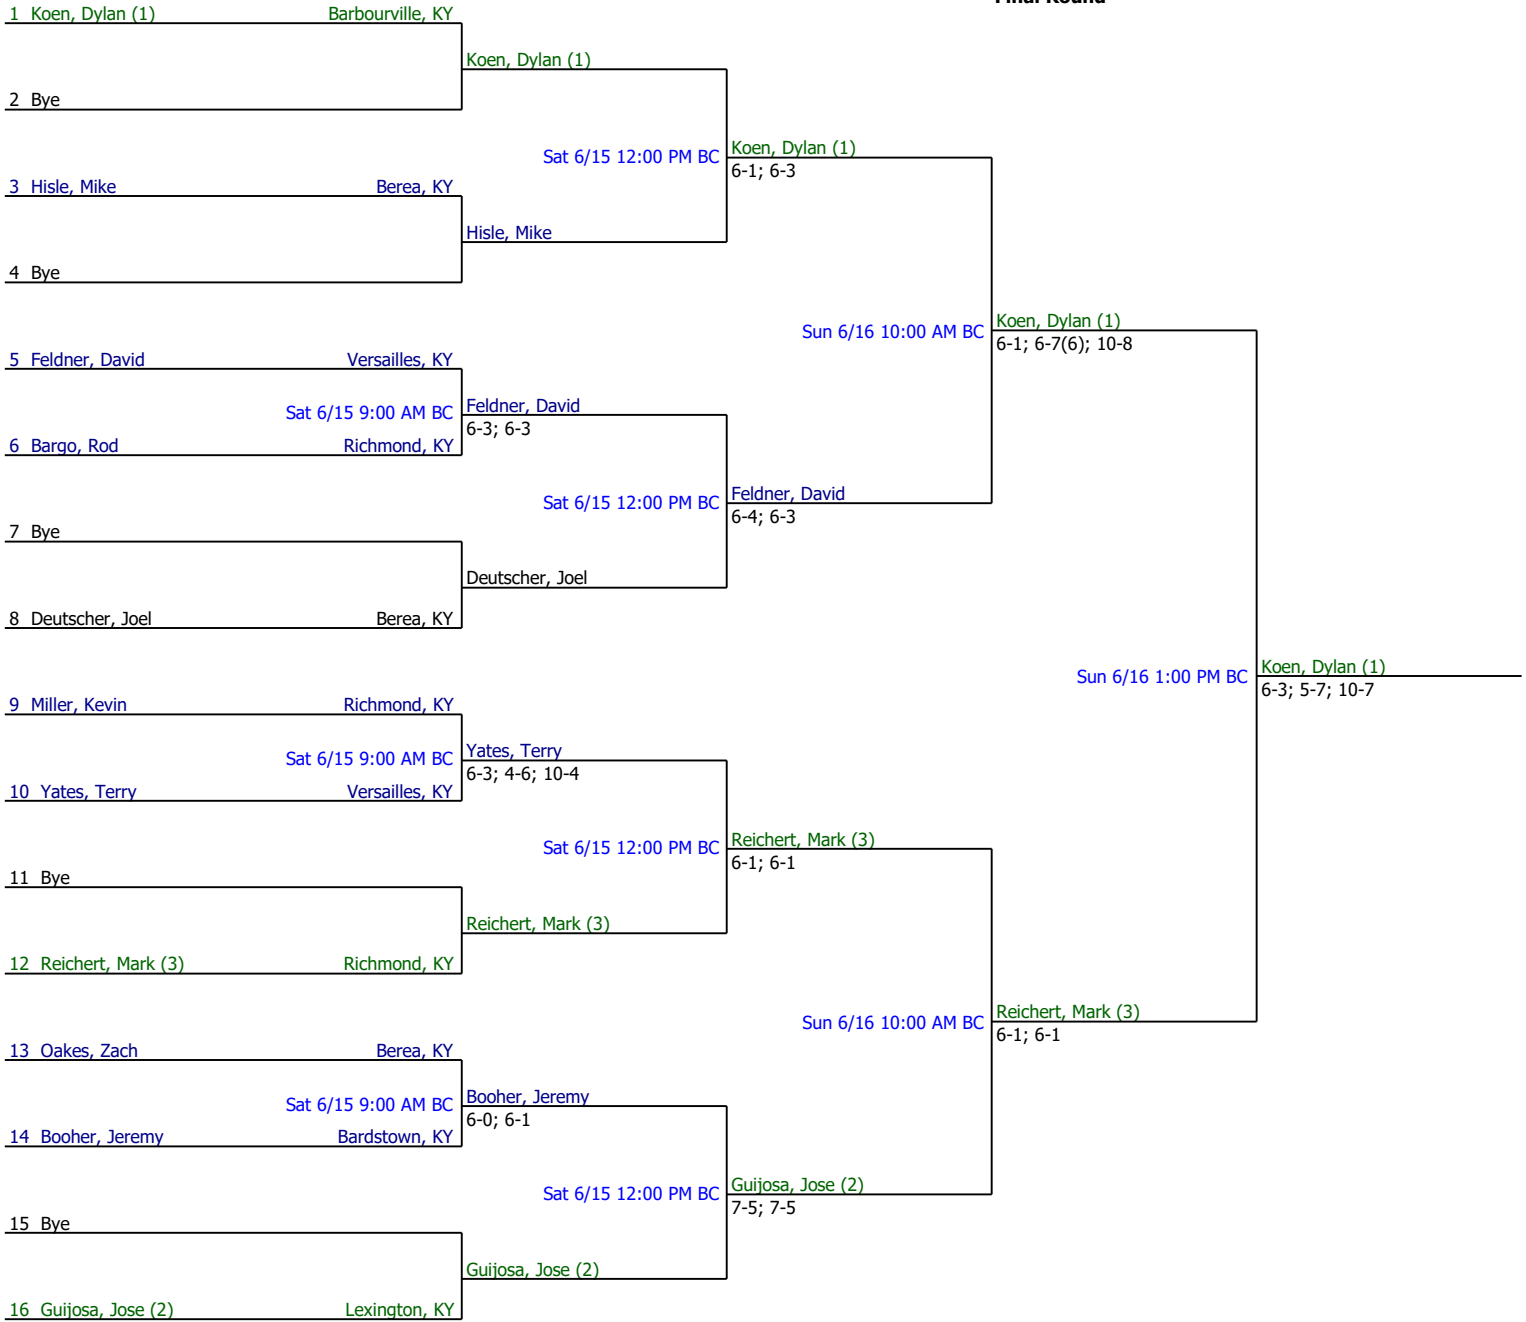 Final Round
1 Koen, Dylan (1) Barbourville, KY
Koen, Dylan (1)
2 Bye
Sat 6/15 12:00 PM BC Koen, Dylan (1)
6-1; 6-3
3 Hisle, Mike Berea, KY
Hisle, Mike
4 Bye
Sun 6/16 10:00 AM BC Koen, Dylan (1)
6-1; 6-7(6); 10-8
5 Feldner, David Versailles, KY
Sat 6/15 9:00 AM BC Feldner, David
6-3; 6-3
6 Bargo, Rod Richmond, KY
Sat 6/15 12:00 PM BC Feldner, David
6-4; 6-3
7 Bye
Deutscher, Joel
8 Deutscher, Joel Berea, KY
Sun 6/16 1:00 PM BC Koen, Dylan (1)
6-3; 5-7; 10-7
9 Miller, Kevin Richmond, KY
Sat 6/15 9:00 AM BC Yates, Terry
6-3; 4-6; 10-4
10 Yates, Terry Versailles, KY
Sat 6/15 12:00 PM BC Reichert, Mark (3)
6-1; 6-1
11 Bye
Reichert, Mark (3)
12 Reichert, Mark (3) Richmond, KY
Sun 6/16 10:00 AM BC Reichert, Mark (3)
6-1; 6-1
13 Oakes, Zach Berea, KY
Sat 6/15 9:00 AM BC Booher, Jeremy
6-0; 6-1
14 Booher, Jeremy Bardstown, KY
Sat 6/15 12:00 PM BC Guijosa, Jose (2)
7-5; 7-5
15 Bye
Guijosa, Jose (2)
16 Guijosa, Jose (2) Lexington, KY